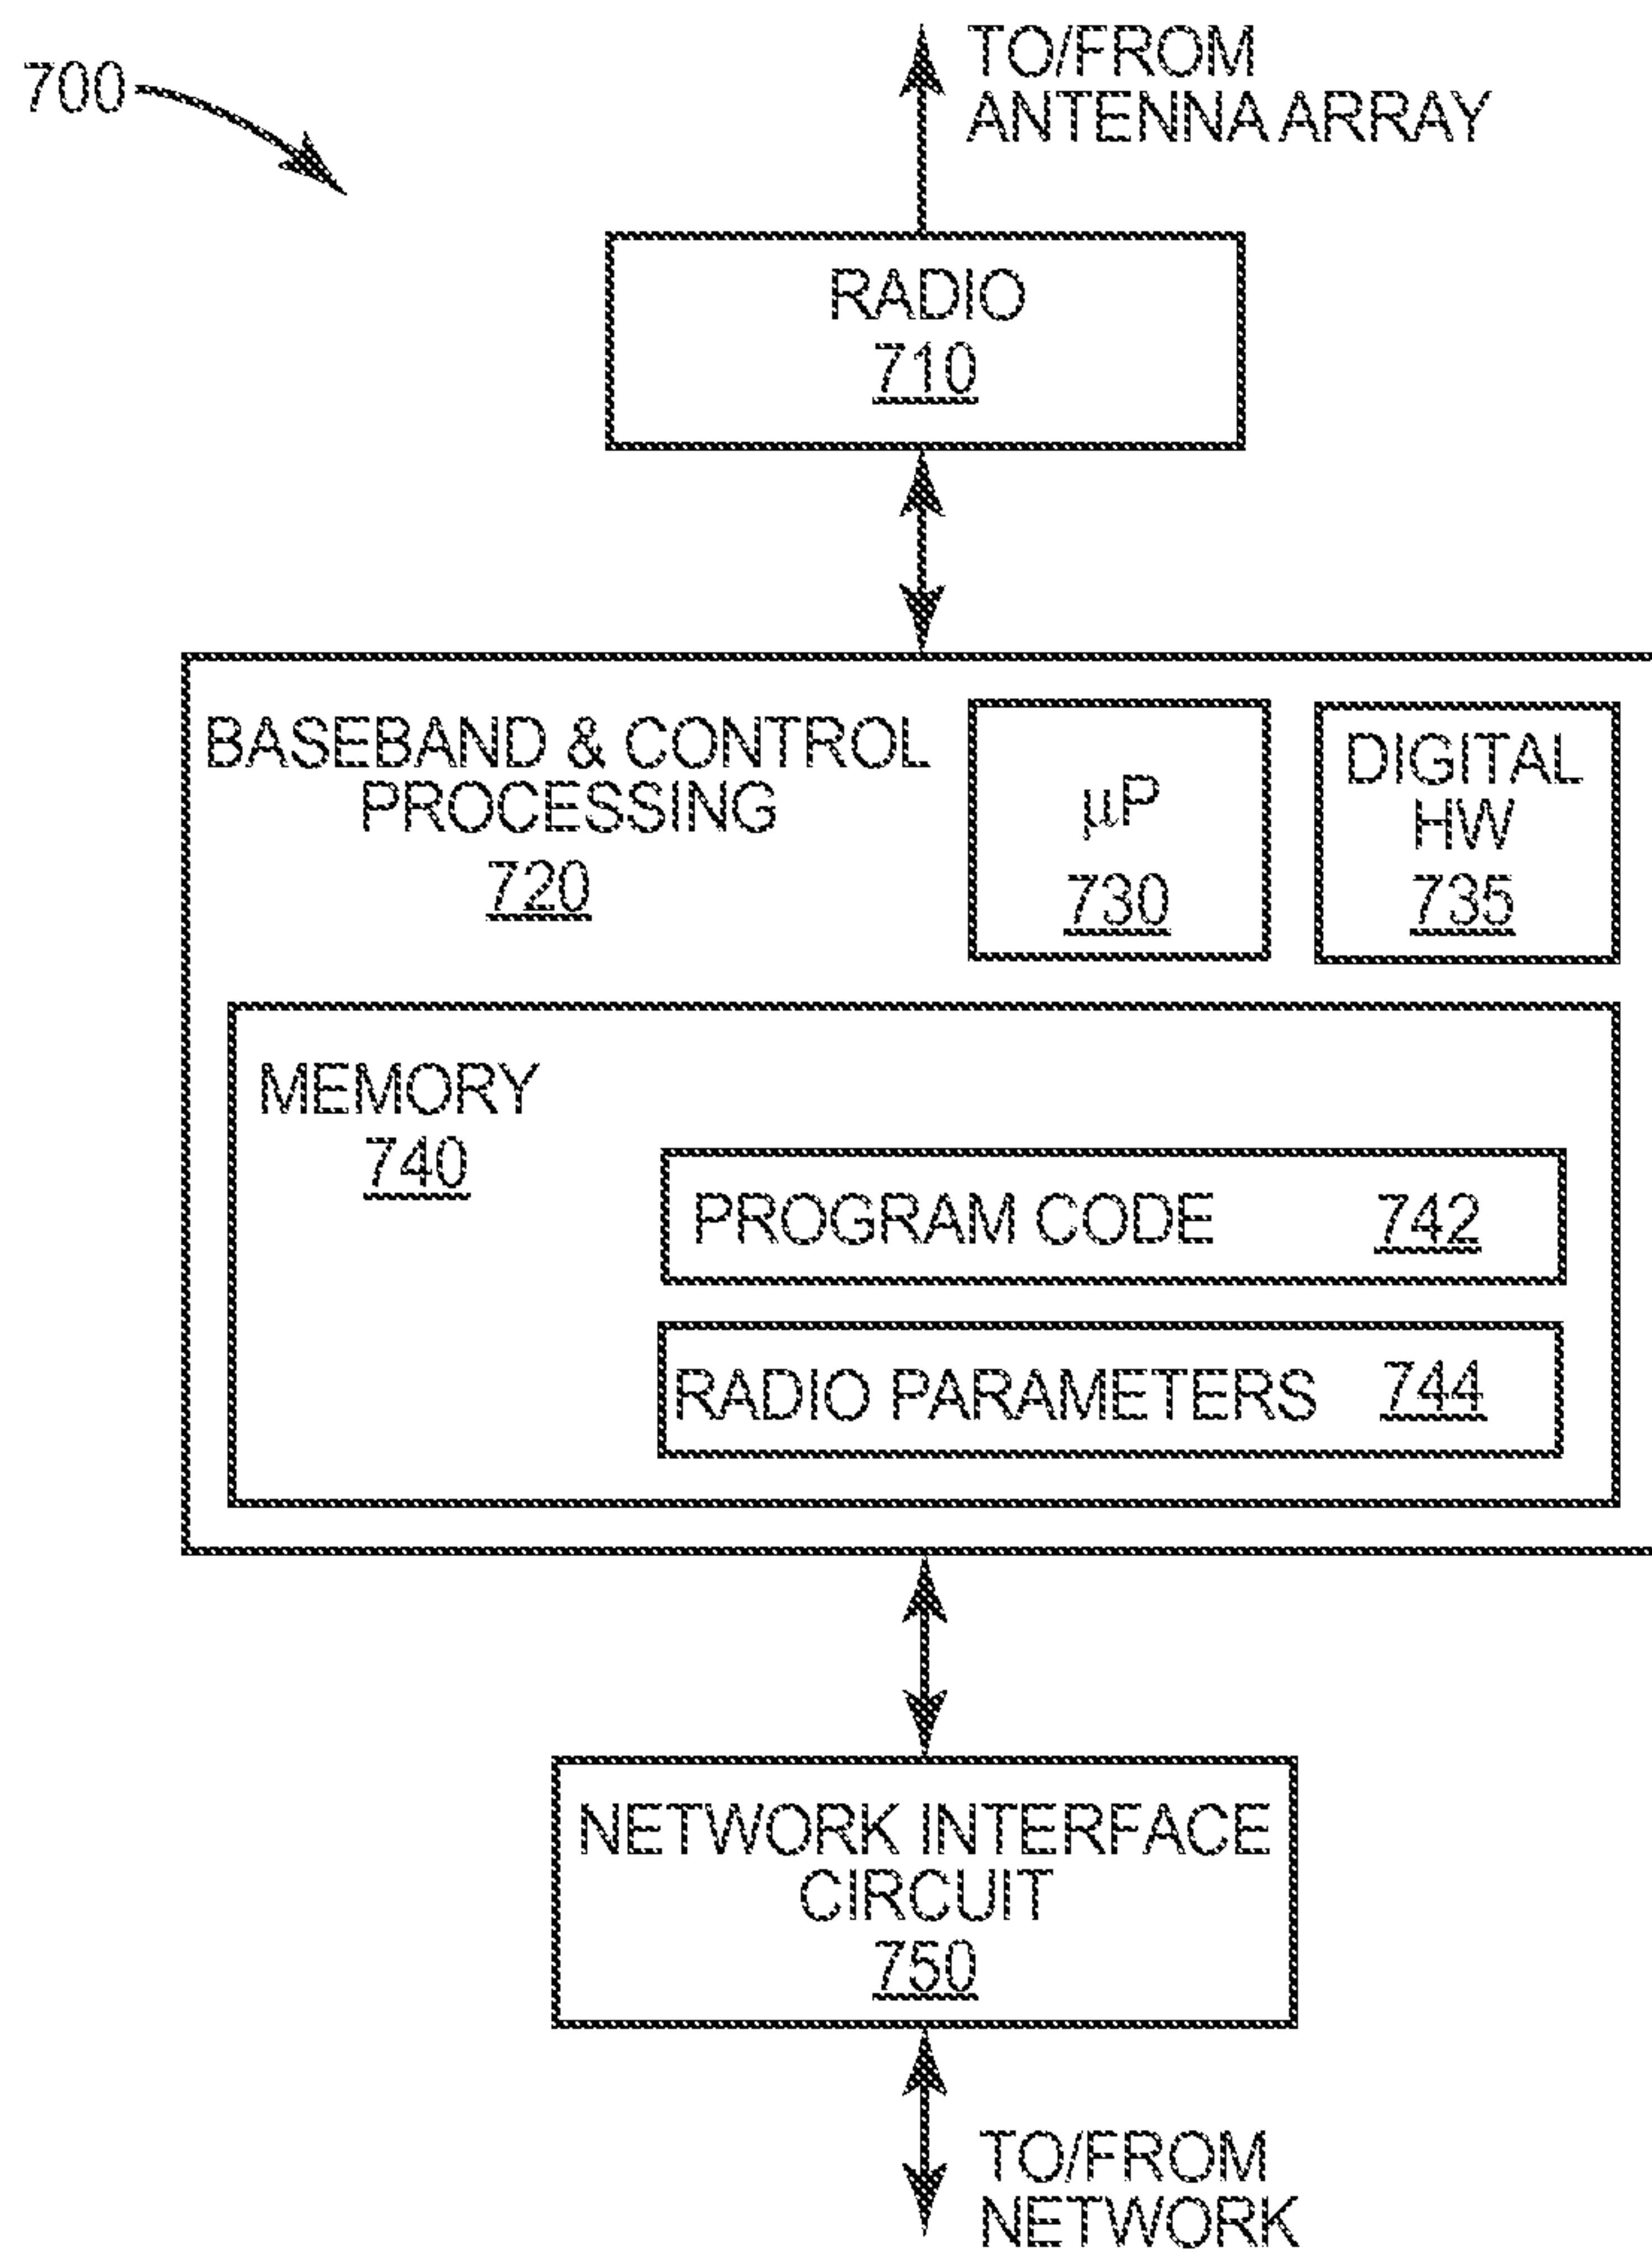 TO/FROM
ANTENNA ARRAY
700
RADIO
710
BASEBAND & CONTROL
PROCESSING
720
µP
730
DIGITAL
HW
735
MEMORY
740
PROGRAM CODE 742
RADIO PARAMETERS 744
NETWORK INTERFACE
CIRCUIT
750
TO/FROM
NETWORK